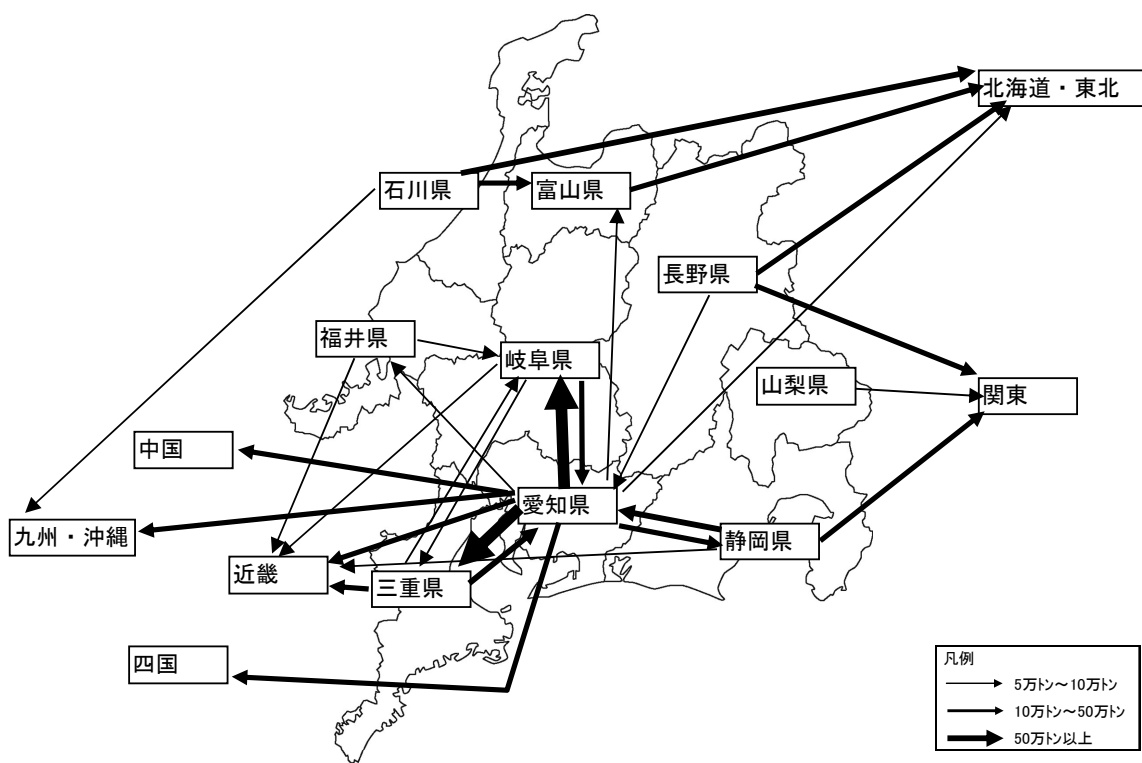 北海道・東北
石川県
富山県
長野県
福井県
岐阜県
山梨県
関東
中国
愛知県
九州・沖縄
静岡県
近畿
三重県
四国
凡例
5万ﾄﾝ～10万ﾄﾝ
10万ﾄﾝ～50万ﾄﾝ
50万ﾄﾝ以上